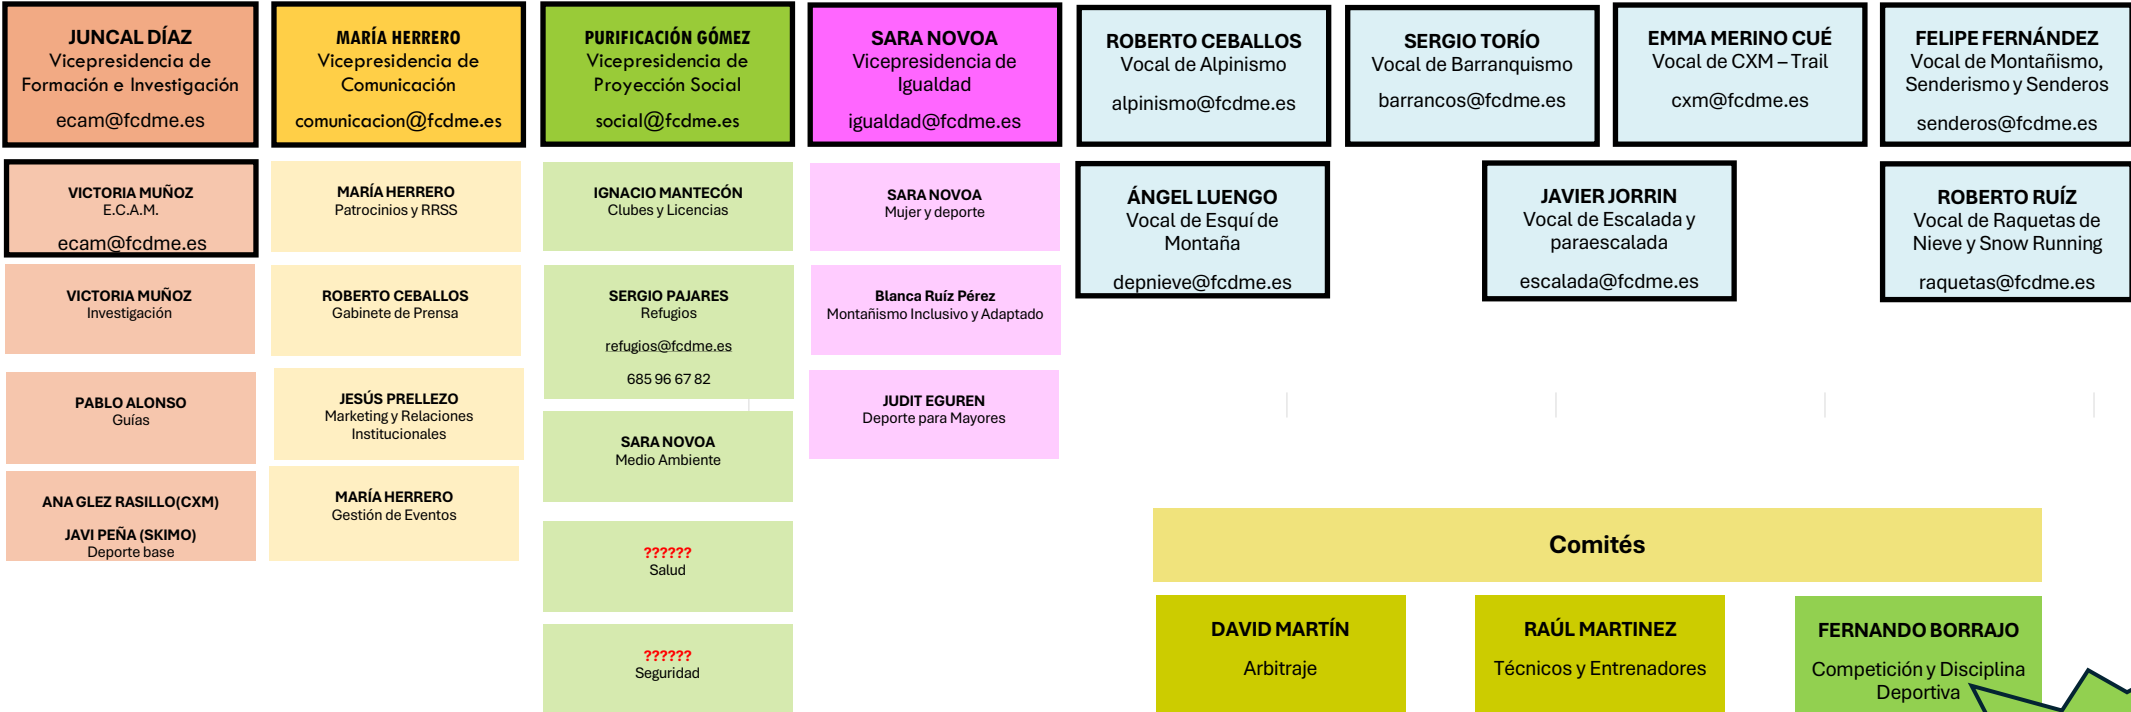 JUNCAL DÍAZ
Vicepresidencia de
Formación e Investigación
ecam@fcdme.es
MARÍA HERRERO
Vicepresidencia de
Comunicación
comunicacion@fcdme.es
PURIFICACIÓN GÓMEZ
Vicepresidencia de
Proyección Social
social@fcdme.es
SARA NOVOA
Vicepresidencia de
Igualdad
igualdad@fcdme.es
ROBERTO CEBALLOS
Vocal de Alpinismo
alpinismo@fcdme.es
SERGIO TORÍO
Vocal de Barranquismo
barrancos@fcdme.es
EMMA MERINO CUÉ
Vocal de CXM – Trail
cxm@fcdme.es
FELIPE FERNÁNDEZ
Vocal de Montañismo,
Senderismo y Senderos
senderos@fcdme.es
VICTORIA MUÑOZ
E.C.A.M.
ecam@fcdme.es
MARÍA HERRERO
Patrocinios y RRSS
IGNACIO MANTECÓN
Clubes y Licencias
SARA NOVOA
Mujer y deporte
ÁNGEL LUENGO
Vocal de Esquí de
Montaña
depnieve@fcdme.es
JAVIER JORRIN
Vocal de Escalada y
paraescalada
escalada@fcdme.es
ROBERTO RUÍZ
Vocal de Raquetas de
Nieve y Snow Running
raquetas@fcdme.es
VICTORIA MUÑOZ
Investigación
ROBERTO CEBALLOS
Gabinete de Prensa
SERGIO PAJARES
Refugios
refugios@fcdme.es
685 96 67 82
Blanca Ruíz Pérez
Montañismo Inclusivo y Adaptado
PABLO ALONSO
Guías
JESÚS PRELLEZO
Marketing y Relaciones
Institucionales
SARA NOVOA
Medio Ambiente
JUDIT EGUREN
Deporte para Mayores
ANA GLEZ RASILLO(CXM)
JAVI PEÑA (SKIMO)
Deporte base
MARÍA HERRERO
Gestión de Eventos
??????
Salud
??????
Seguridad
Comités
DAVID MARTÍN
Arbitraje
RAÚL MARTINEZ
Técnicos y Entrenadores
FERNANDO BORRAJO
Competición y Disciplina
Deportiva